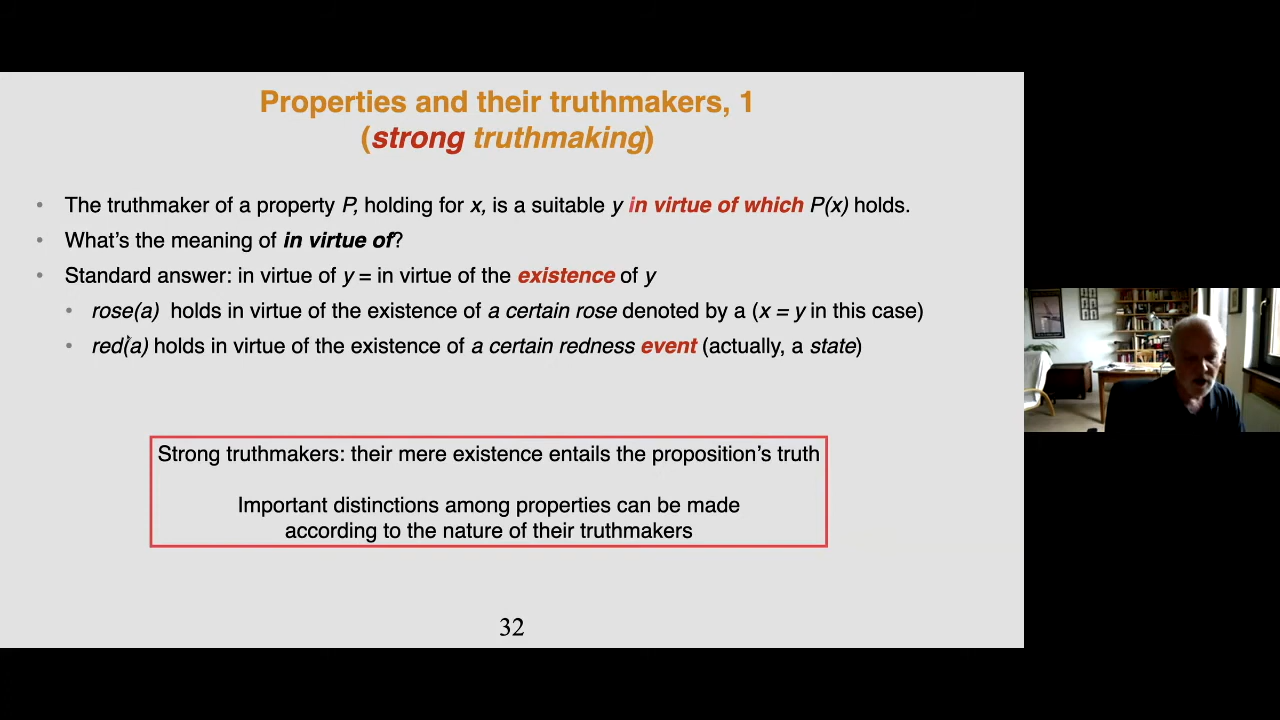 Properties and their truthmakers, 1
(strong truthmaking)
• The truthmaker of a property P, holding for x, is a suitable y in virtue of which P(x) holds.
• What's the meaning of in virtue of?
• Standard answer: in virtue of y = in virtue of the existence of y
• rose(a) holds in virtue of the existence of a certain rose denoted by a (x = y in this case)
• red(a) holds in virtue of the existence of a certain redness event (actually, a state)
Strong truthmakers: their mere existence entails the proposition's truth
Important distinctions among properties can be made
according to the nature of their truthmakers
32